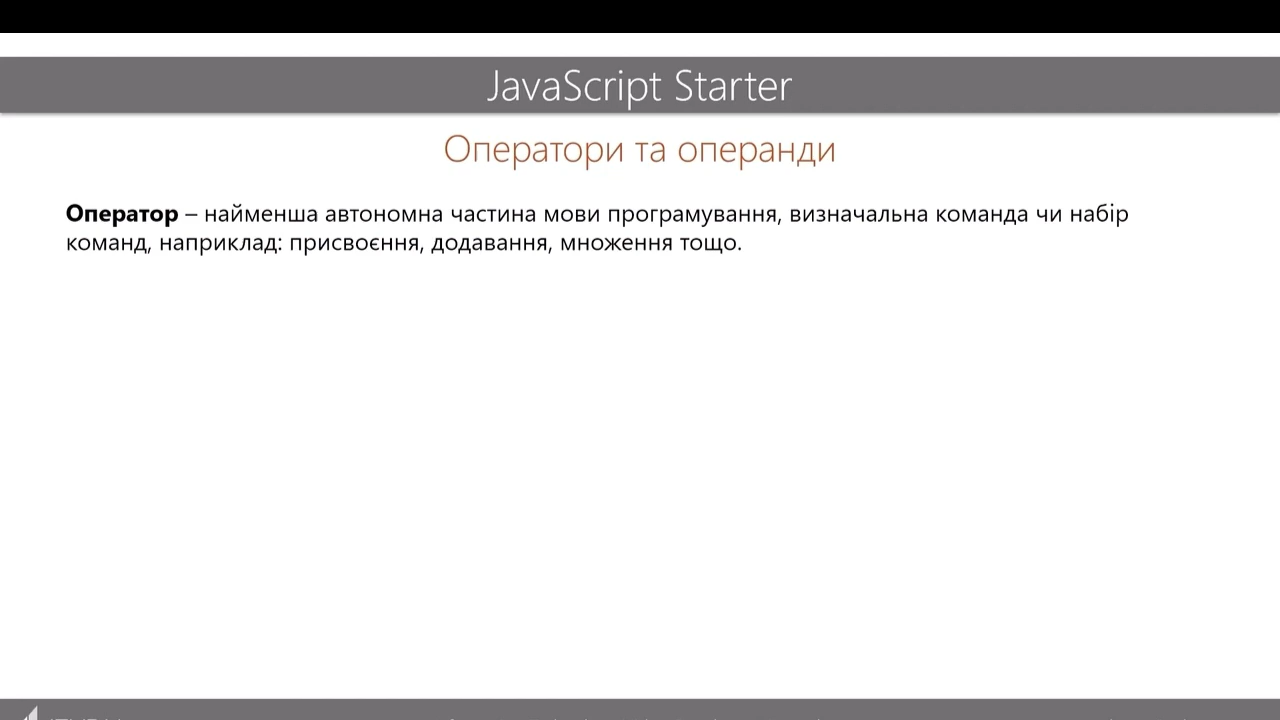 JavaScript Starter
Оператори та операнди
Оператор – найменша автономна частина мови програмування, визначальна команда чи набір
команд, наприклад: присвоєння, додавання, множення тощо.